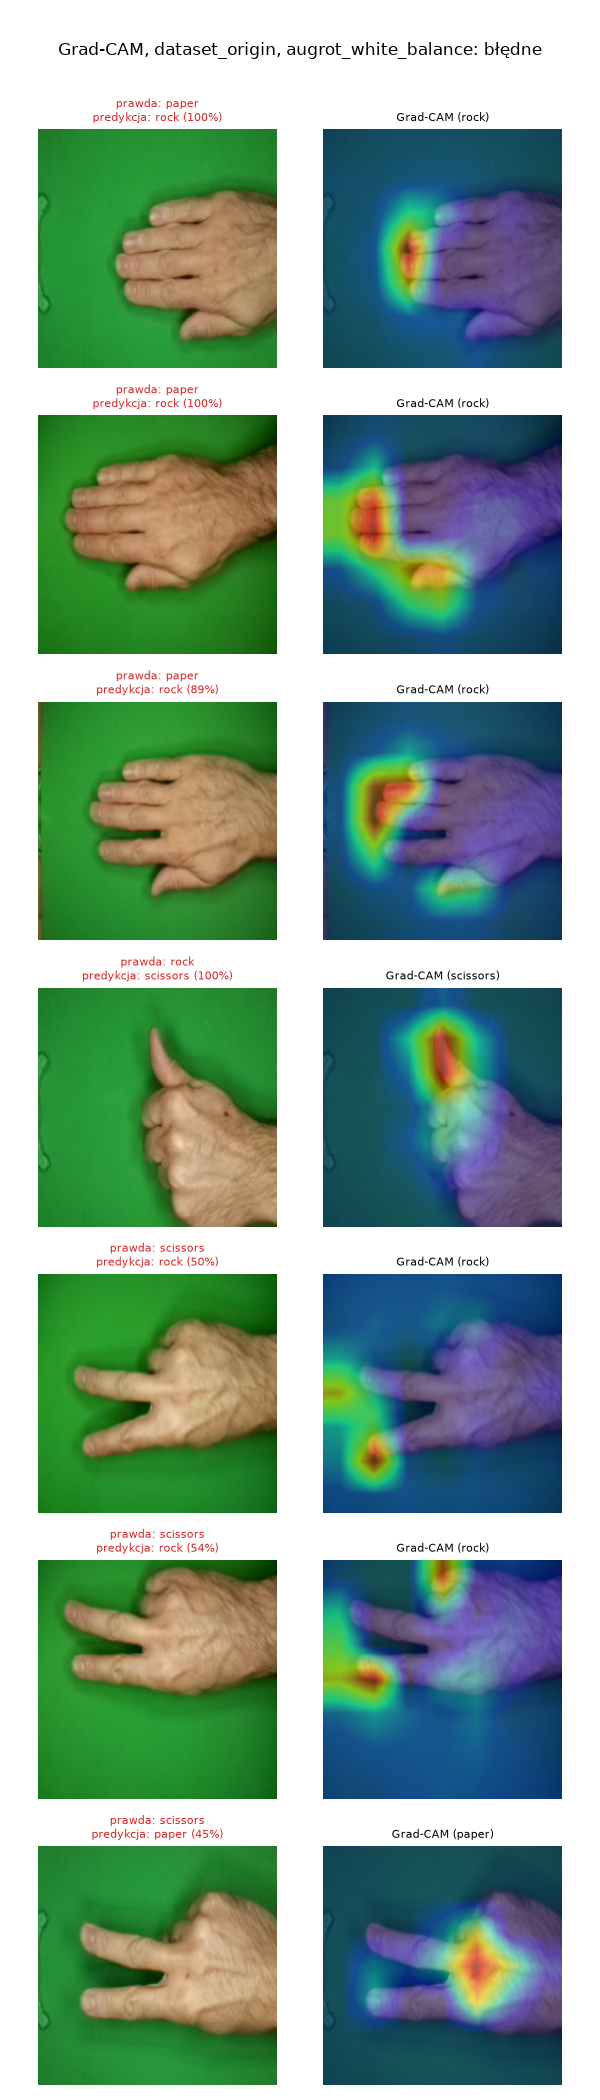 Grad-CAM, dataset_origin, augrot_white_balance: błędne
prawda: paper
predykcja: rock (100%)
Grad-CAM (rock)
prawda: paper
predykcja: rock (100%)
Grad-CAM (rock)
prawda: paper
predykcja: rock (89%)
Grad-CAM (rock)
prawda: rock
predykcja: scissors (100%)
Grad-CAM (scissors)
prawda: scissors
predykcja: rock (50%)
Grad-CAM (rock)
prawda: scissors
predykcja: rock (54%)
Grad-CAM (rock)
prawda: scissors
predykcja: paper (45%)
Grad-CAM (paper)